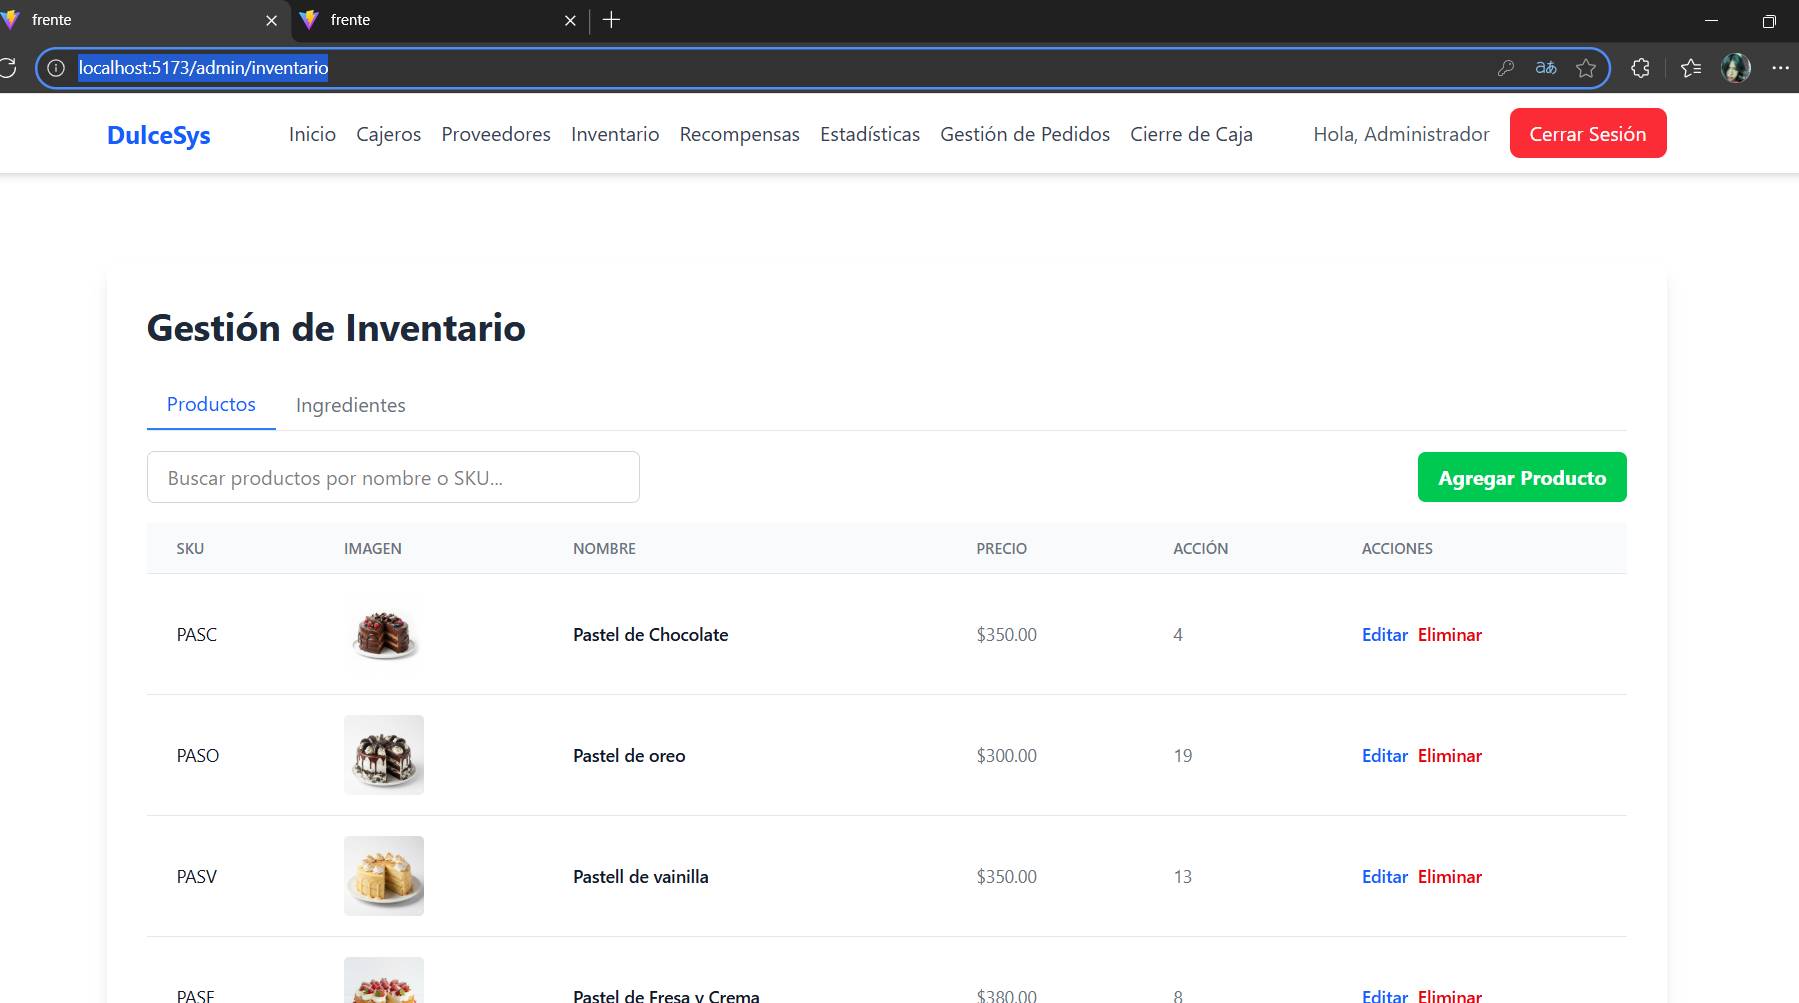 frente
frente
localhost:5173/admin/inventario
aあ
DulceSys
Inicio Cajeros Proveedores Inventario Recompensas Estadísticas Gestión de Pedidos Cierre de Caja Hola, Administrador Cerrar Sesión
Gestión de Inventario
Productos Ingredientes
Buscar productos por nombre o SKU...
Agregar Producto
SKU IMAGEN NOMBRE PRECIO ACCIÓN ACCIONES
PASC Pastel de Chocolate $350.00 4 Editar Eliminar
PASO Pastel de oreo $300.00 19 Editar Eliminar
PASV Pastell de vainilla $350.00 13 Editar Eliminar
PASF Pastel de Fresa y Crema $380.00 8 Editar Eliminar